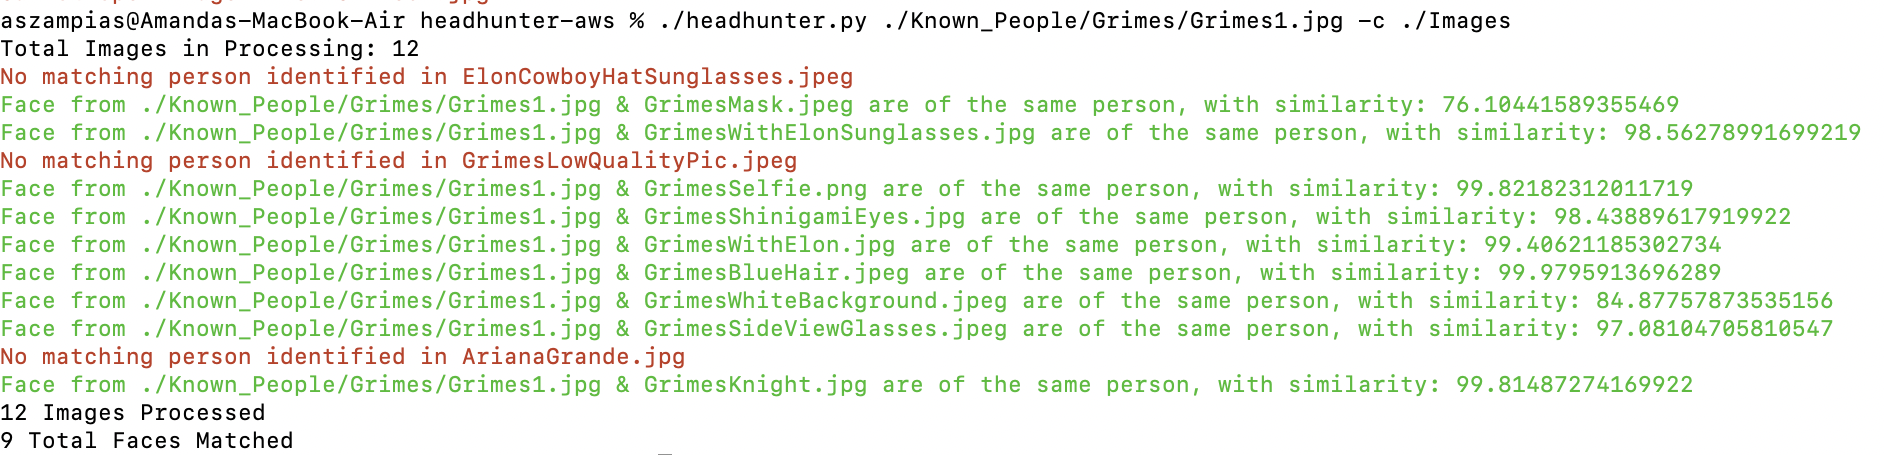 aszampias@Amandas-MacBook-Air headhunter-aws % ./headhunter.py ./Known_People/Grimes/Grimes1.jpg -c ./Images
Total Images in Processing: 12
No matching person identified in ElonCowboyHatSunglasses.jpeg
Face from ./Known_People/Grimes/Grimes1.jpg & GrimesMask.jpeg are of the same person, with similarity: 76.10441589355469
Face from ./Known_People/Grimes/Grimes1.jpg & GrimesWithElonSunglasses.jpg are of the same person, with similarity: 98.56278991699219
No matching person identified in GrimesLowQualityPic.jpeg
Face from ./Known_People/Grimes/Grimes1.jpg & GrimesSelfie.png are of the same person, with similarity: 99.82182312011719
Face from ./Known_People/Grimes/Grimes1.jpg & GrimesShinigamiEyes.jpg are of the same person, with similarity: 98.43889617919922
Face from ./Known_People/Grimes/Grimes1.jpg & GrimesWithElon.jpg are of the same person, with similarity: 99.40621185302734
Face from ./Known_People/Grimes/Grimes1.jpg & GrimesBlueHair.jpeg are of the same person, with similarity: 99.9795913696289
Face from ./Known_People/Grimes/Grimes1.jpg & GrimesWhiteBackground.jpeg are of the same person, with similarity: 84.87757873535156
Face from ./Known_People/Grimes/Grimes1.jpg & GrimesSideViewGlasses.jpeg are of the same person, with similarity: 97.08104705810547
No matching person identified in ArianaGrande.jpg
Face from ./Known_People/Grimes/Grimes1.jpg & GrimesKnight.jpg are of the same person, with similarity: 99.81487274169922
12 Images Processed
9 Total Faces Matched